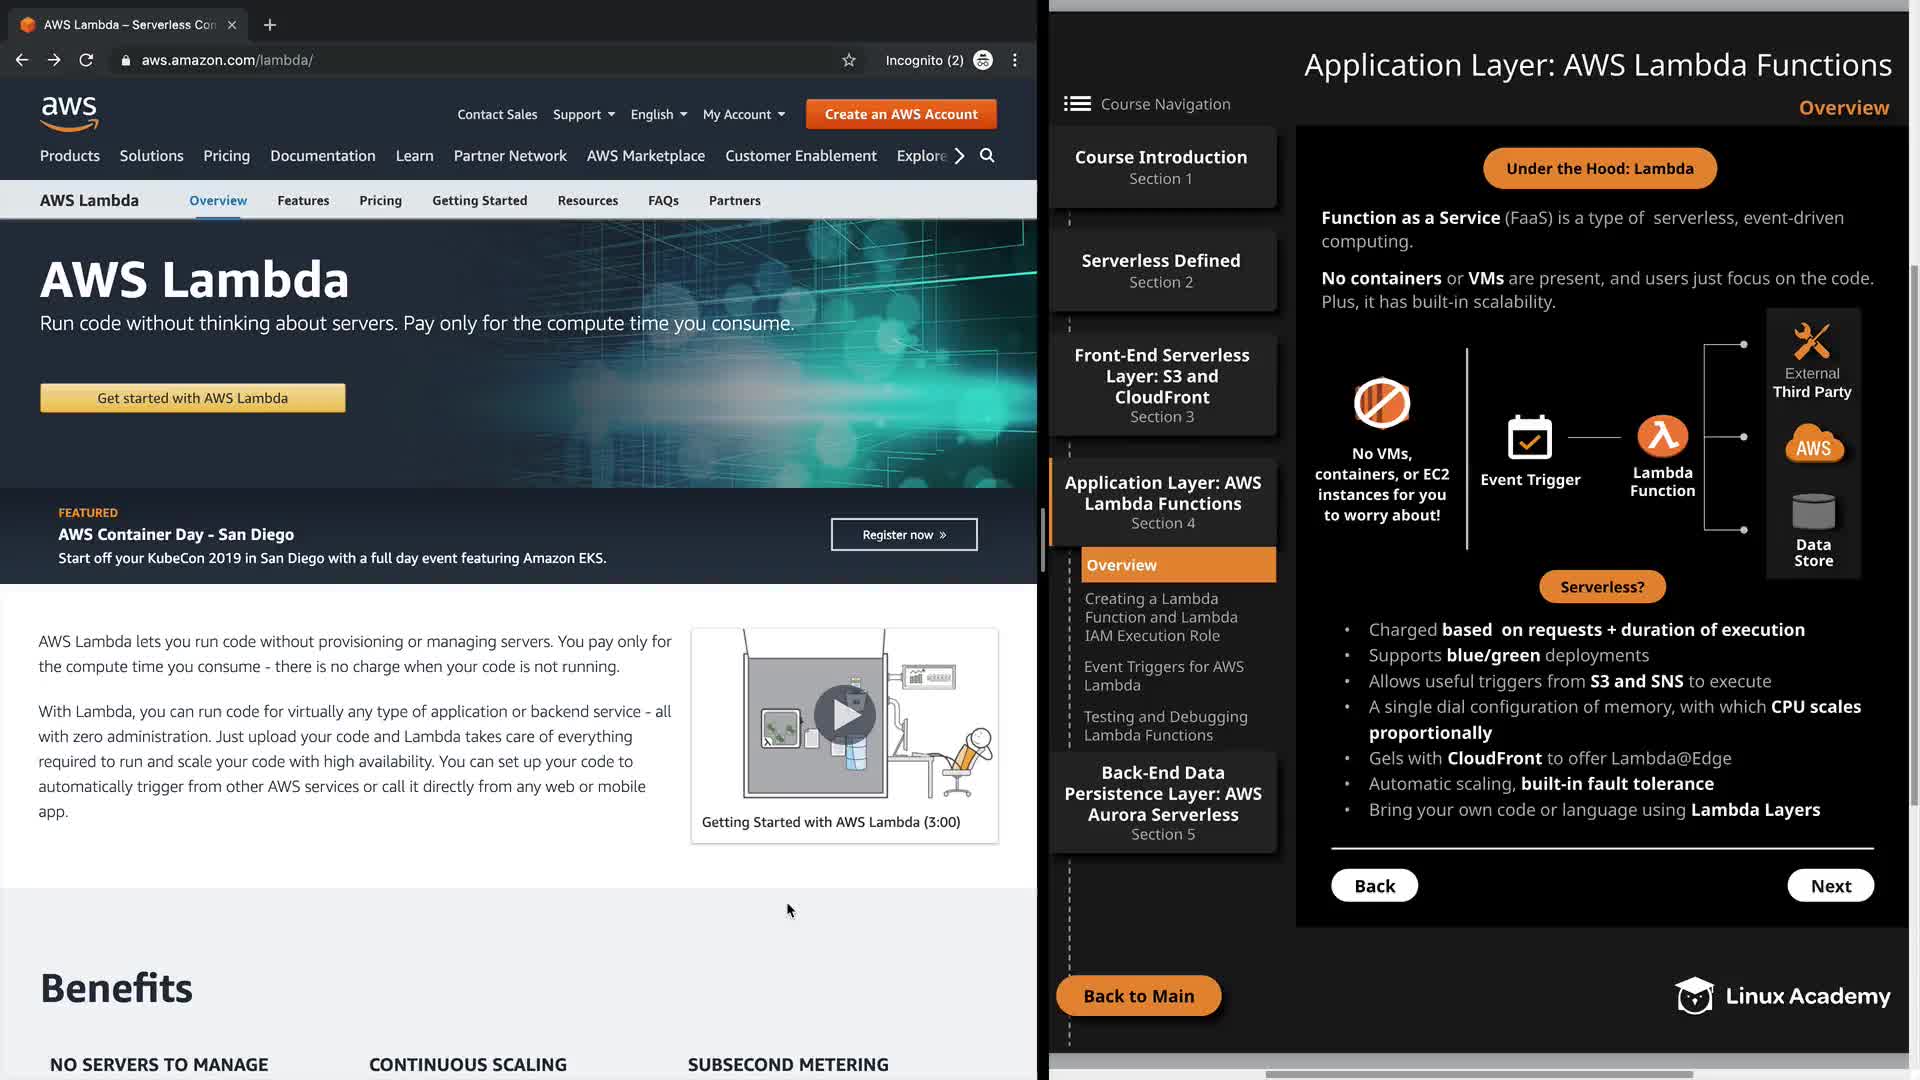 AWS Lambda – Serverless Con
aws.amazon.com/lambda/
Incognito (2)
aws
Contact Sales Support English My Account Create an AWS Account
Products Solutions Pricing Documentation Learn Partner Network AWS Marketplace Customer Enablement Explore
AWS Lambda Overview Features Pricing Getting Started Resources FAQs Partners
AWS Lambda
Run code without thinking about servers. Pay only for the compute time you consume.
Get started with AWS Lambda
FEATURED
AWS Container Day - San Diego
Start off your KubeCon 2019 in San Diego with a full day event featuring Amazon EKS.
Register now »
AWS Lambda lets you run code without provisioning or managing servers. You pay only for
the compute time you consume - there is no charge when your code is not running.
With Lambda, you can run code for virtually any type of application or backend service - all
with zero administration. Just upload your code and Lambda takes care of everything
required to run and scale your code with high availability. You can set up your code to
automatically trigger from other AWS services or call it directly from any web or mobile
app.
Getting Started with AWS Lambda (3:00)
Benefits
NO SERVERS TO MANAGE CONTINUOUS SCALING SUBSECOND METERING
Application Layer: AWS Lambda Functions
Overview
Course Navigation
Course Introduction
Section 1
Serverless Defined
Section 2
Front-End Serverless
Layer: S3 and
CloudFront
Section 3
Application Layer: AWS
Lambda Functions
Section 4
Overview
Creating a Lambda
Function and Lambda
IAM Execution Role
Event Triggers for AWS
Lambda
Testing and Debugging
Lambda Functions
Back-End Data
Persistence Layer: AWS
Aurora Serverless
Section 5
Back to Main
Under the Hood: Lambda
Function as a Service (FaaS) is a type of serverless, event-driven
computing.
No containers or VMs are present, and users just focus on the code.
Plus, it has built-in scalability.
No VMs,
containers, or EC2
instances for you
to worry about!
Event Trigger
Lambda
Function
External
Third Party
AWS
Data
Store
Serverless?
• Charged based on requests + duration of execution
• Supports blue/green deployments
• Allows useful triggers from S3 and SNS to execute
• A single dial configuration of memory, with which CPU scales
proportionally
• Gels with CloudFront to offer Lambda@Edge
• Automatic scaling, built-in fault tolerance
• Bring your own code or language using Lambda Layers
Back
Next
Linux Academy